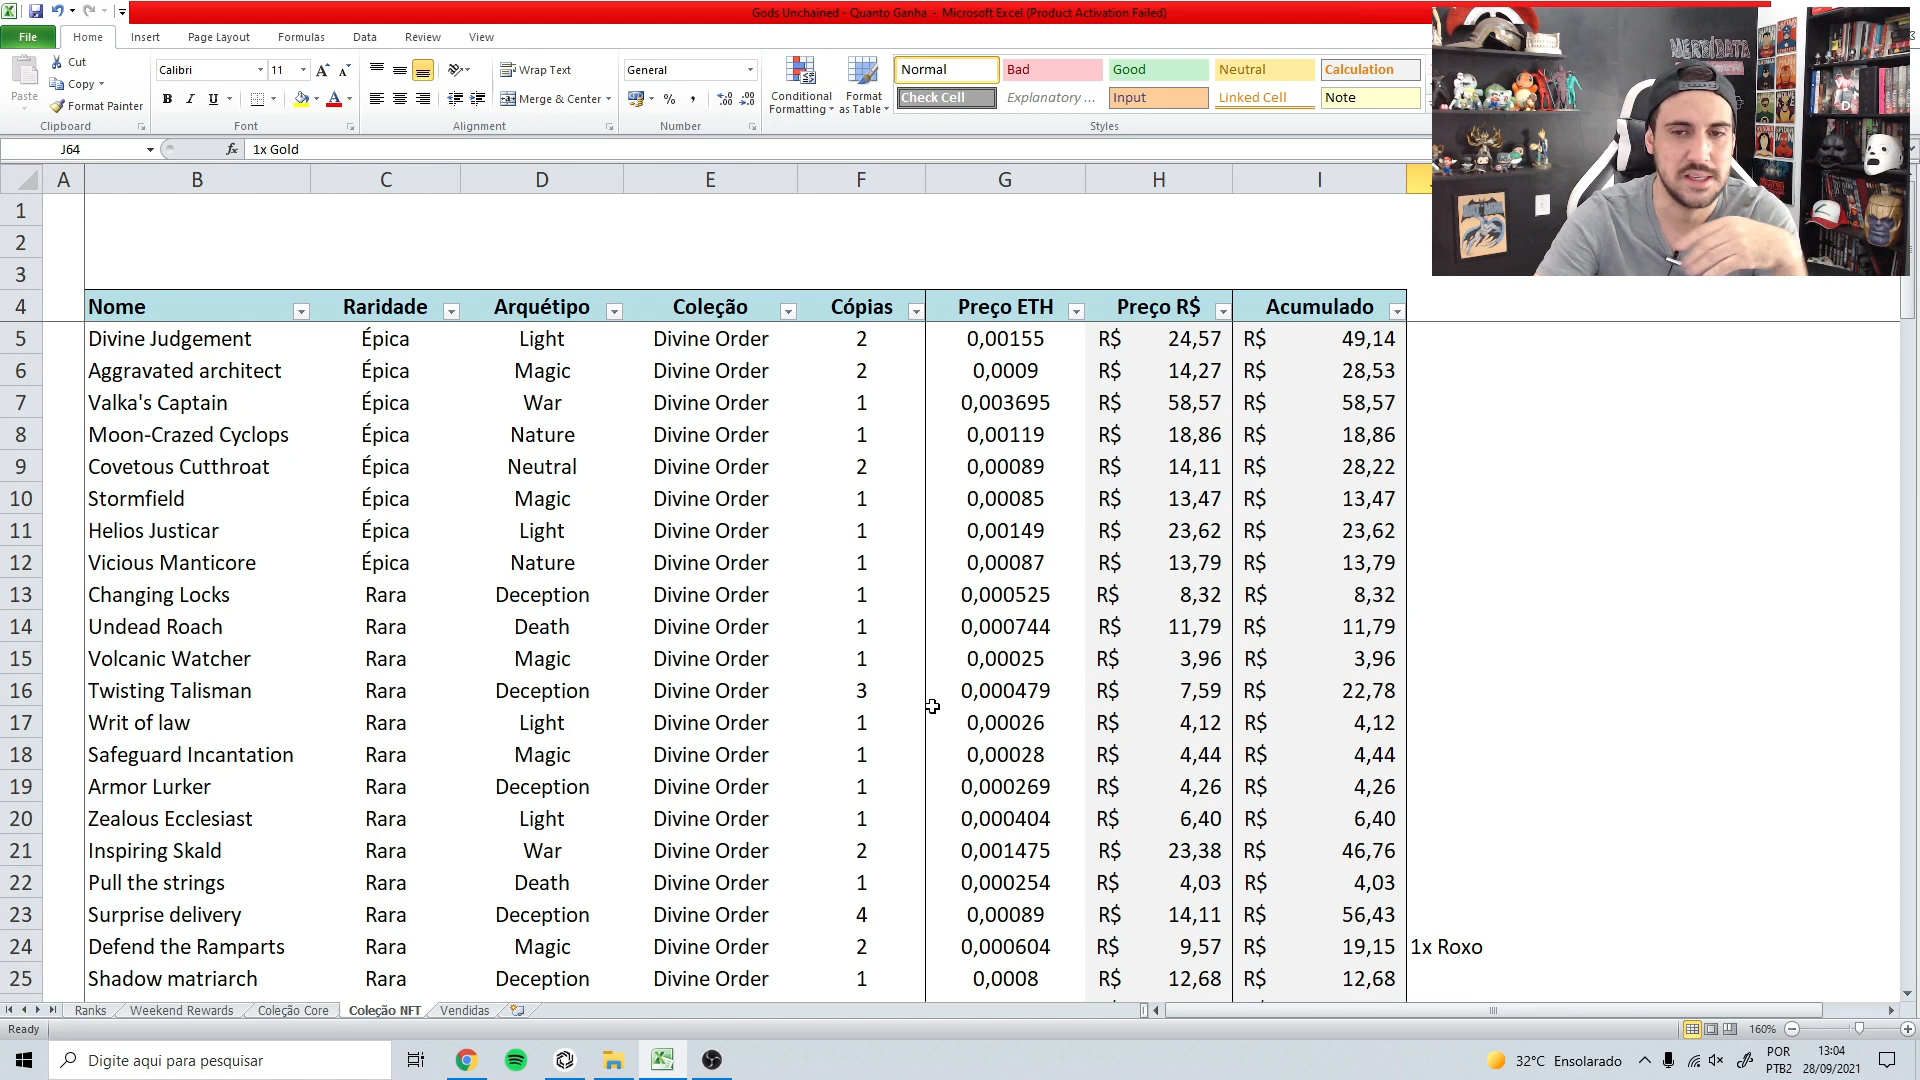 Gods Unchained - Quanto Ganha - Microsoft Excel (Product Activation Failed)
File Home Insert Page Layout Formulas Data Review View
Paste
Cut
Copy
Format Painter
Clipboard
Calibri 11
B I U
Font
Wrap Text
Merge & Center
Alignment
General
Number
Conditional Formatting
Format as Table
Normal Bad Good Neutral Calculation
Check Cell Explanatory ... Input Linked Cell Note
Styles
J64 fx 1x Gold
A B C D E F G H I
1
2
3
4 Nome Raridade Arquétipo Coleção Cópias Preço ETH Preço R$ Acumulado
5 Divine Judgement Épica Light Divine Order 2 0,00155 R$ 24,57 R$ 49,14
6 Aggravated architect Épica Magic Divine Order 2 0,0009 R$ 14,27 R$ 28,53
7 Valka's Captain Épica War Divine Order 1 0,003695 R$ 58,57 R$ 58,57
8 Moon-Crazed Cyclops Épica Nature Divine Order 1 0,00119 R$ 18,86 R$ 18,86
9 Covetous Cutthroat Épica Neutral Divine Order 2 0,00089 R$ 14,11 R$ 28,22
10 Stormfield Épica Magic Divine Order 1 0,00085 R$ 13,47 R$ 13,47
11 Helios Justicar Épica Light Divine Order 1 0,00149 R$ 23,62 R$ 23,62
12 Vicious Manticore Épica Nature Divine Order 1 0,00087 R$ 13,79 R$ 13,79
13 Changing Locks Rara Deception Divine Order 1 0,000525 R$ 8,32 R$ 8,32
14 Undead Roach Rara Death Divine Order 1 0,000744 R$ 11,79 R$ 11,79
15 Volcanic Watcher Rara Magic Divine Order 1 0,00025 R$ 3,96 R$ 3,96
16 Twisting Talisman Rara Deception Divine Order 3 0,000479 R$ 7,59 R$ 22,78
17 Writ of law Rara Light Divine Order 1 0,00026 R$ 4,12 R$ 4,12
18 Safeguard Incantation Rara Magic Divine Order 1 0,00028 R$ 4,44 R$ 4,44
19 Armor Lurker Rara Deception Divine Order 1 0,000269 R$ 4,26 R$ 4,26
20 Zealous Ecclesiast Rara Light Divine Order 1 0,000404 R$ 6,40 R$ 6,40
21 Inspiring Skald Rara War Divine Order 2 0,001475 R$ 23,38 R$ 46,76
22 Pull the strings Rara Death Divine Order 1 0,000254 R$ 4,03 R$ 4,03
23 Surprise delivery Rara Deception Divine Order 4 0,00089 R$ 14,11 R$ 56,43
24 Defend the Ramparts Rara Magic Divine Order 2 0,000604 R$ 9,57 R$ 19,15 1x Roxo
25 Shadow matriarch Rara Deception Divine Order 1 0,0008 R$ 12,68 R$ 12,68
Ranks Weekend Rewards Coleção Core Coleção NFT Vendidas
Ready 160%
Digite aqui para pesquisar
32°C Ensolarado
POR
PTB2
13:04
28/09/2021